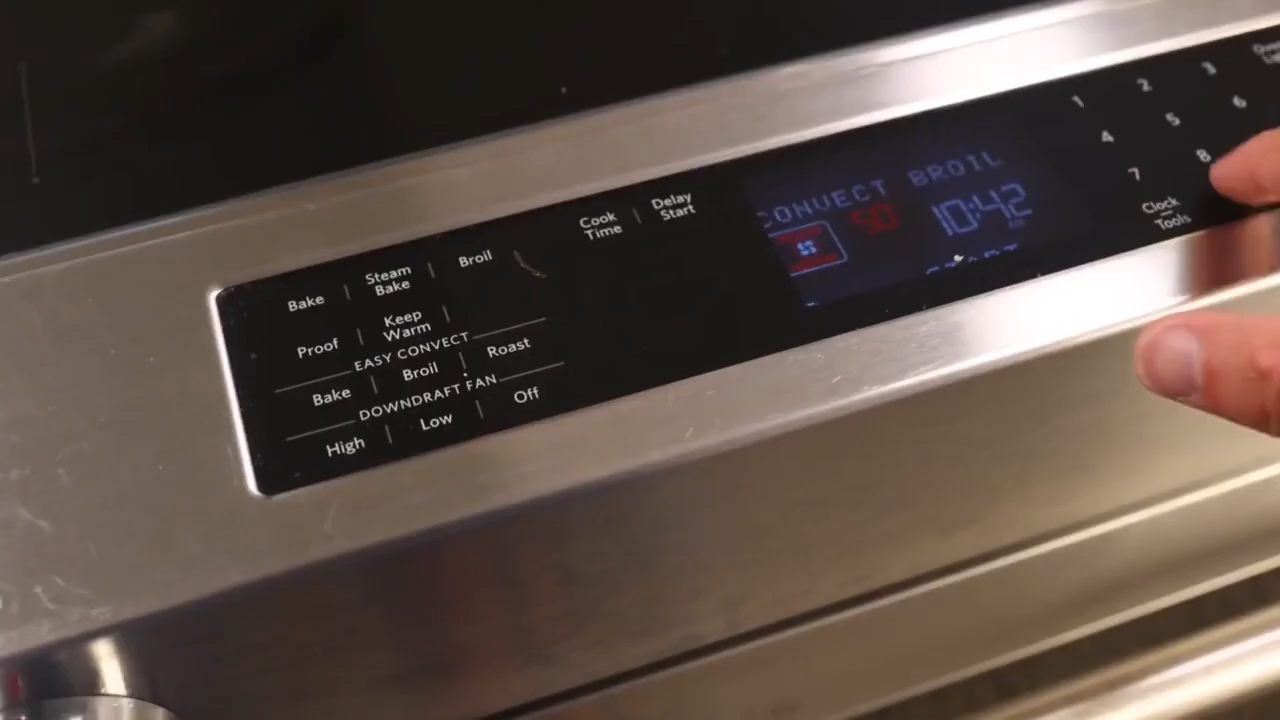 Bake | Steam Bake | Broil
Proof | Keep Warm |
EASY CONVECT
Bake | Broil | Roast
DOWNDRAFT FAN
High | Low | Off
Cook Time | Delay Start
CONVECT BROIL
50
10:42
1 2 3
4 5 6
7 8
Clock
Tools